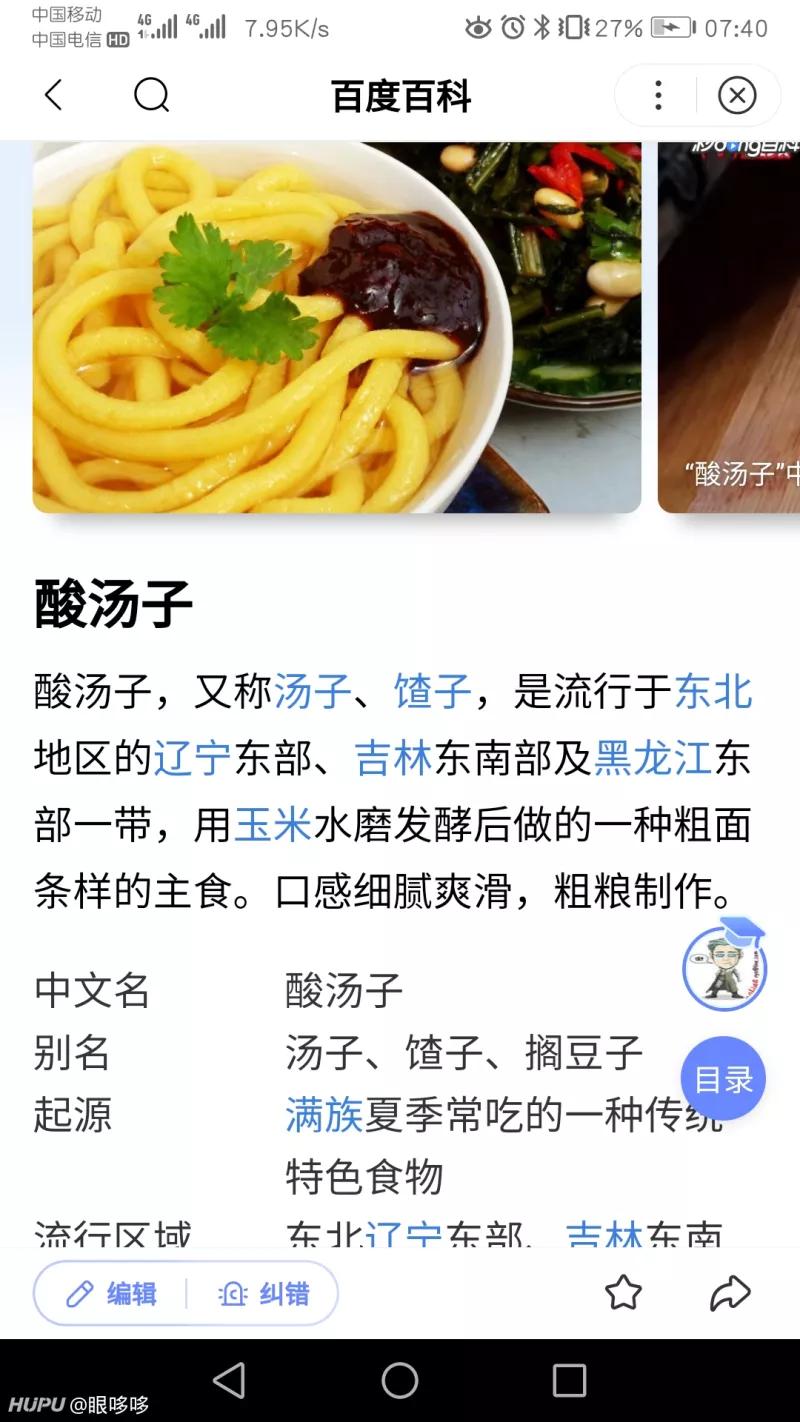 中国移动
中国电信 HD
4G 4G 7.95K/s 27% 07:40
百度百科
“酸汤子”中
酸汤子
酸汤子，又称汤子、馇子，是流行于东北
地区的辽宁东部、吉林东南部及黑龙江东
部一带，用玉米水磨发酵后做的一种粗面
条样的主食。口感细腻爽滑，粗粮制作。
中文名 酸汤子
别名 汤子、馇子、搁豆子
目录
起源 满族夏季常吃的一种传统
特色食物
流行区域 东北辽宁东部、吉林东南
编辑 纠错
HUPU @眼哆哆